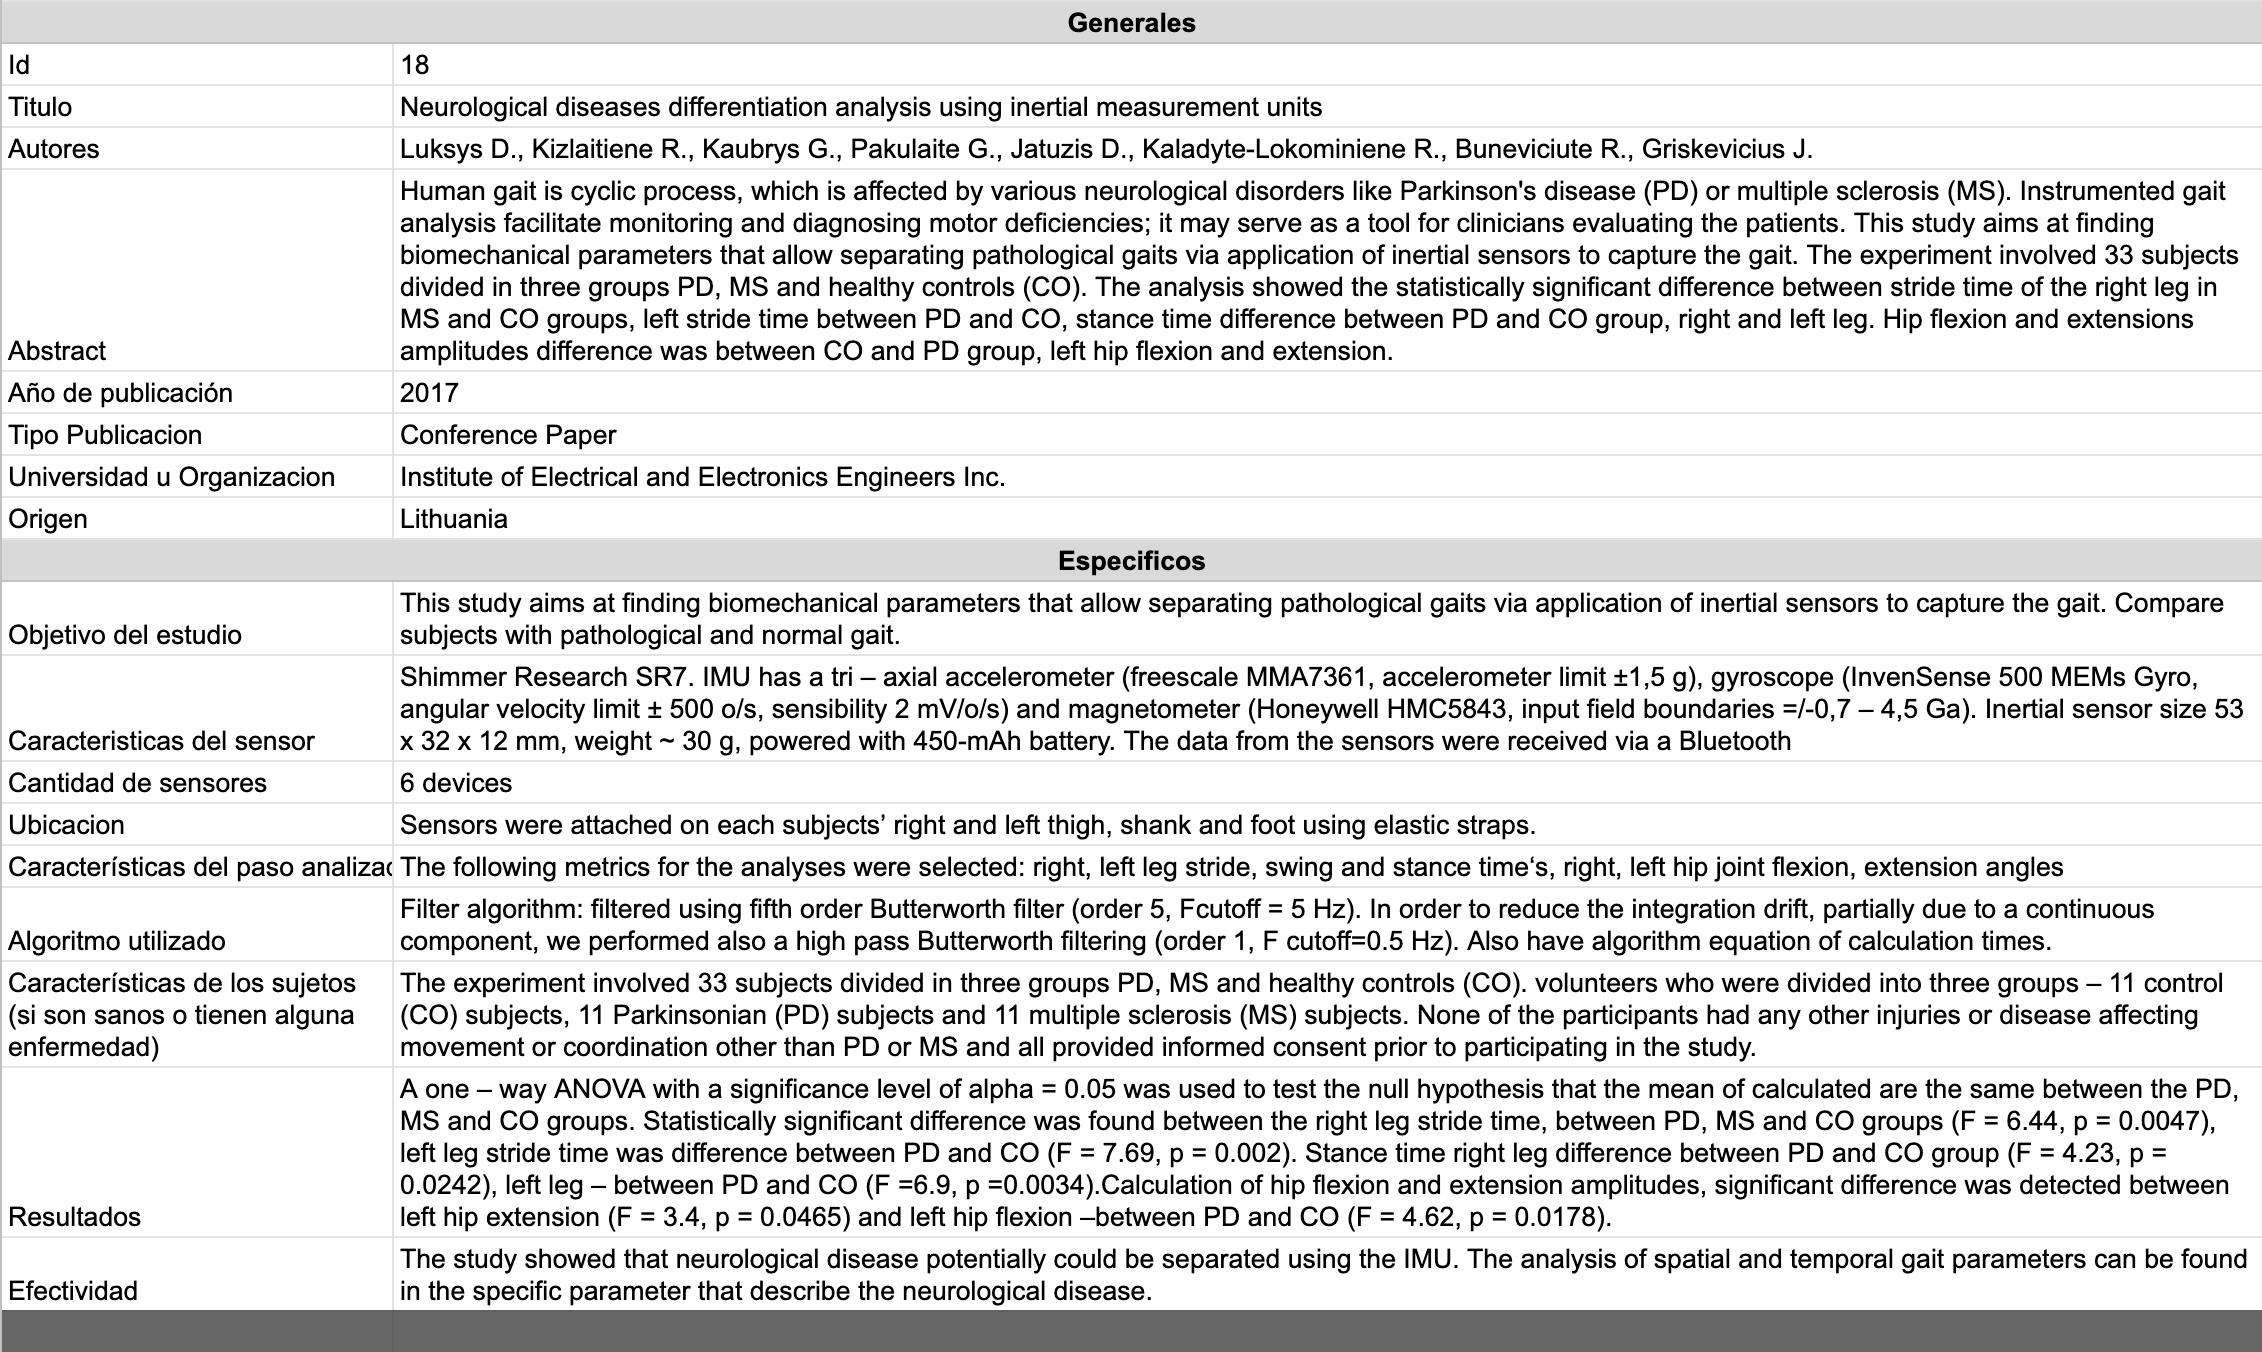 Generales
Id 18
Titulo Neurological diseases differentiation analysis using inertial measurement units
Autores Luksys D., Kizlaitiene R., Kaubrys G., Pakulaite G., Jatuzis D., Kaladyte-Lokominiene R., Buneviciute R., Griskevicius J.
Human gait is cyclic process, which is affected by various neurological disorders like Parkinson's disease (PD) or multiple sclerosis (MS). Instrumented gait
analysis facilitate monitoring and diagnosing motor deficiencies; it may serve as a tool for clinicians evaluating the patients. This study aims at finding
biomechanical parameters that allow separating pathological gaits via application of inertial sensors to capture the gait. The experiment involved 33 subjects
divided in three groups PD, MS and healthy controls (CO). The analysis showed the statistically significant difference between stride time of the right leg in
MS and CO groups, left stride time between PD and CO, stance time difference between PD and CO group, right and left leg. Hip flexion and extensions
Abstract amplitudes difference was between CO and PD group, left hip flexion and extension.
Año de publicación 2017
Tipo Publicacion Conference Paper
Universidad u Organizacion Institute of Electrical and Electronics Engineers Inc.
Origen Lithuania
Especificos
This study aims at finding biomechanical parameters that allow separating pathological gaits via application of inertial sensors to capture the gait. Compare
Objetivo del estudio subjects with pathological and normal gait.
Shimmer Research SR7. IMU has a tri – axial accelerometer (freescale MMA7361, accelerometer limit ±1,5 g), gyroscope (InvenSense 500 MEMs Gyro,
angular velocity limit ± 500 o/s, sensibility 2 mV/o/s) and magnetometer (Honeywell HMC5843, input field boundaries =/-0,7 – 4,5 Ga). Inertial sensor size 53
Caracteristicas del sensor x 32 x 12 mm, weight ~ 30 g, powered with 450-mAh battery. The data from the sensors were received via a Bluetooth
Cantidad de sensores 6 devices
Ubicacion Sensors were attached on each subjects’ right and left thigh, shank and foot using elastic straps.
Características del paso analizac The following metrics for the analyses were selected: right, left leg stride, swing and stance time‘s, right, left hip joint flexion, extension angles
Filter algorithm: filtered using fifth order Butterworth filter (order 5, Fcutoff = 5 Hz). In order to reduce the integration drift, partially due to a continuous
Algoritmo utilizado component, we performed also a high pass Butterworth filtering (order 1, F cutoff=0.5 Hz). Also have algorithm equation of calculation times.
Características de los sujetos The experiment involved 33 subjects divided in three groups PD, MS and healthy controls (CO). volunteers who were divided into three groups – 11 control
(si son sanos o tienen alguna (CO) subjects, 11 Parkinsonian (PD) subjects and 11 multiple sclerosis (MS) subjects. None of the participants had any other injuries or disease affecting
enfermedad) movement or coordination other than PD or MS and all provided informed consent prior to participating in the study.
A one – way ANOVA with a significance level of alpha = 0.05 was used to test the null hypothesis that the mean of calculated are the same between the PD,
MS and CO groups. Statistically significant difference was found between the right leg stride time, between PD, MS and CO groups (F = 6.44, p = 0.0047),
left leg stride time was difference between PD and CO (F = 7.69, p = 0.002). Stance time right leg difference between PD and CO group (F = 4.23, p =
0.0242), left leg – between PD and CO (F =6.9, p =0.0034).Calculation of hip flexion and extension amplitudes, significant difference was detected between
Resultados left hip extension (F = 3.4, p = 0.0465) and left hip flexion –between PD and CO (F = 4.62, p = 0.0178).
The study showed that neurological disease potentially could be separated using the IMU. The analysis of spatial and temporal gait parameters can be found
Efectividad in the specific parameter that describe the neurological disease.